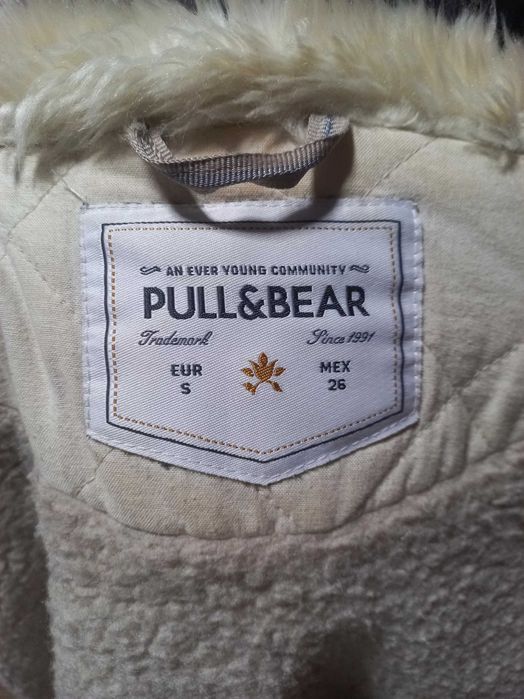 AN EVER YOUNG COMMUNITY
PULL&BEAR
Trademark Since 1991
EUR MEX
S 26